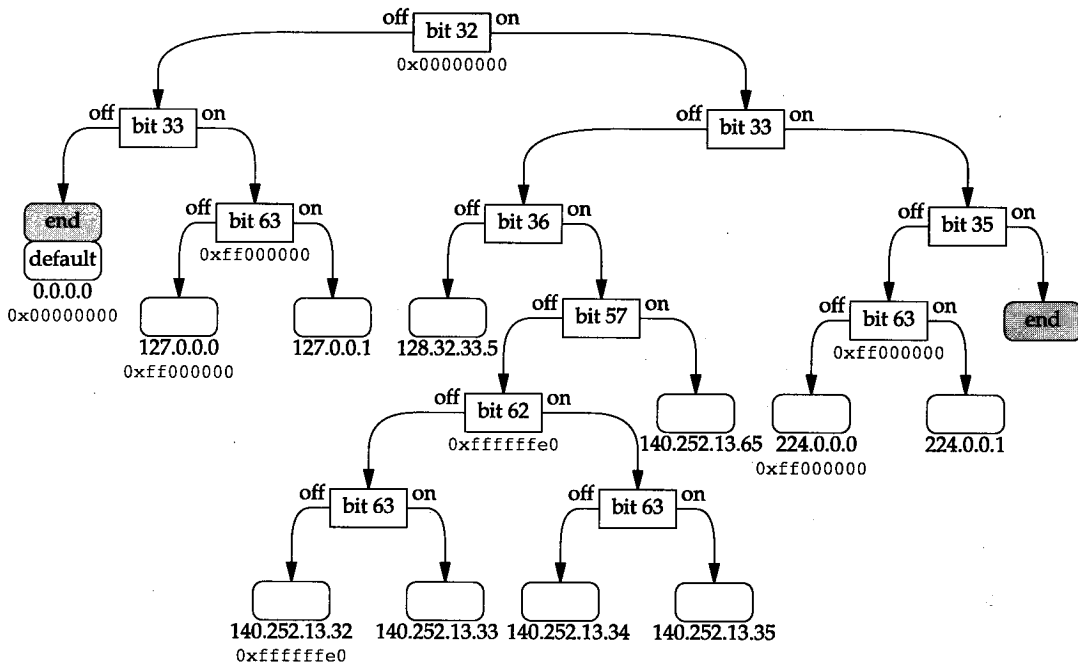 off bit 32 on
0x00000000
off bit 33 on
off bit 33 on
end
default
0.0.0.0
0x00000000
off bit 63 on
0xff000000
off bit 36 on
off bit 35 on
127.0.0.0
0xff000000
127.0.0.1
128.32.33.5
off bit 57 on
off bit 63 on
0xff000000
end
off bit 62 on
0xffffffe0
140.252.13.65
224.0.0.0
0xff000000
224.0.0.1
off bit 63 on
off bit 63 on
140.252.13.32
0xffffffe0
140.252.13.33
140.252.13.34
140.252.13.35